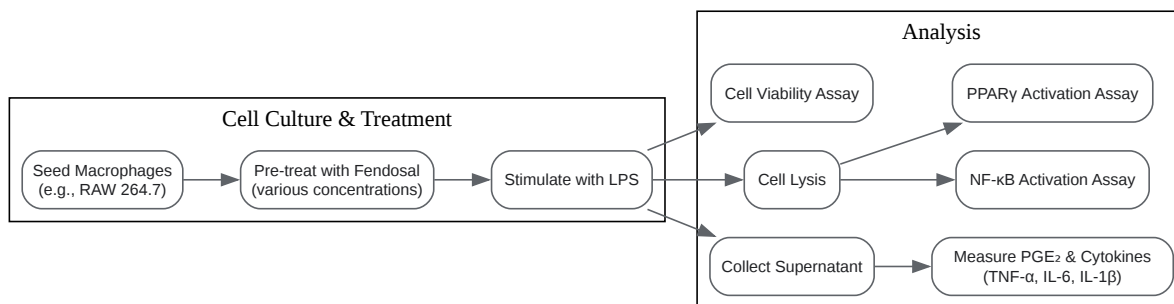 Cell Culture & Treatment
Seed Macrophages
(e.g., RAW 264.7)
Pre-treat with Fendosal
(various concentrations)
Stimulate with LPS
Analysis
Cell Viability Assay
Cell Lysis
PPARγ Activation Assay
NF-κB Activation Assay
Collect Supernatant
Measure PGE₂ & Cytokines
(TNF-α, IL-6, IL-1β)